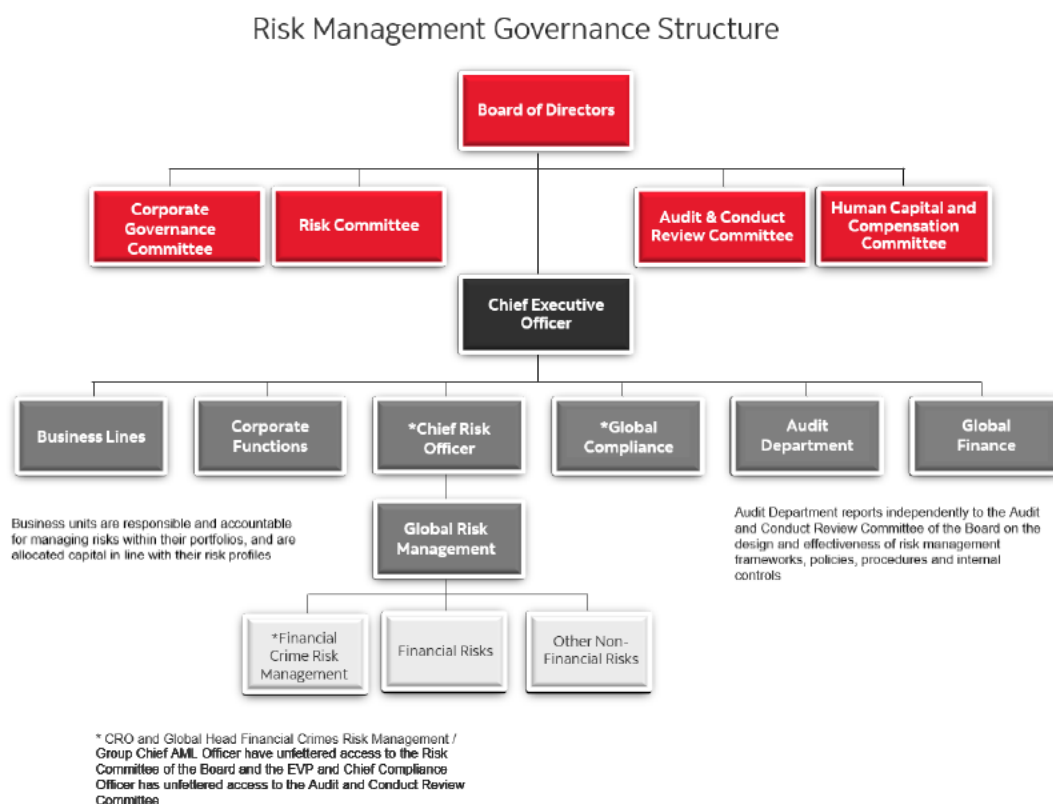 Risk Management Governance Structure
Board of Directors
Corporate
Governance
Committee
Risk Committee
Audit & Conduct
Review Committee
Human Capital and
Compensation
Committee
Chief Executive
Officer
Business Lines
Corporate
Functions
*Chief Risk
Officer
*Global
Compliance
Audit
Department
Global
Finance
Business units are responsible and accountable
for managing risks within their portfolios, and are
allocated capital in line with their risk profiles
Global Risk
Management
Audit Department reports independently to the Audit
and Conduct Review Committee of the Board on the
design and effectiveness of risk management
frameworks, policies, procedures and internal
controls
*Financial
Crime Risk
Management
Financial Risks
Other Non-
Financial Risks
* CRO and Global Head Financial Crimes Risk Management /
Group Chief AML Officer have unfettered access to the Risk
Committee of the Board and the EVP and Chief Compliance
Officer has unfettered access to the Audit and Conduct Review
Committee